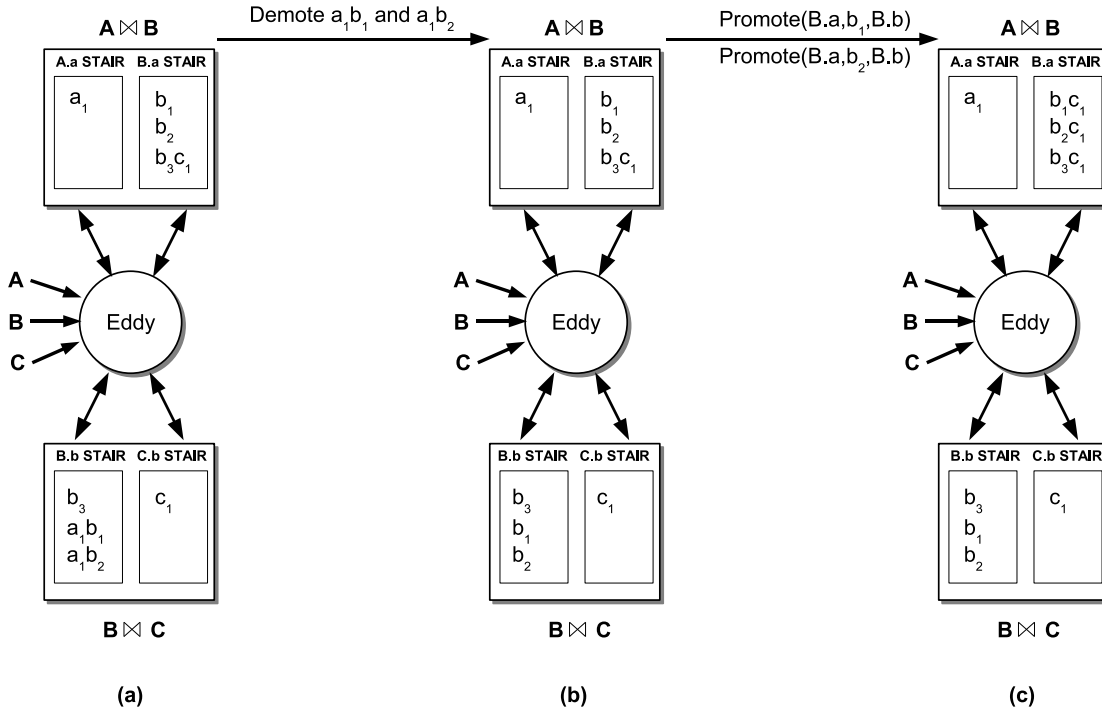 Demote a₁b₁ and a₁b₂
Promote(B.a,b₁,B.b)
Promote(B.a,b₂,B.b)
A ⋈ B
A.a STAIR B.a STAIR
a₁
b₁
b₂
b₃c₁
A
B
C
Eddy
B.b STAIR C.b STAIR
b₃
a₁b₁
a₁b₂
c₁
B ⋈ C
(a)
A ⋈ B
A.a STAIR B.a STAIR
a₁
b₁
b₂
b₃c₁
A
B
C
Eddy
B.b STAIR C.b STAIR
b₃
b₁
b₂
c₁
B ⋈ C
(b)
A ⋈ B
A.a STAIR B.a STAIR
a₁
b₁c₁
b₂c₁
b₃c₁
A
B
C
Eddy
B.b STAIR C.b STAIR
b₃
b₁
b₂
c₁
B ⋈ C
(c)